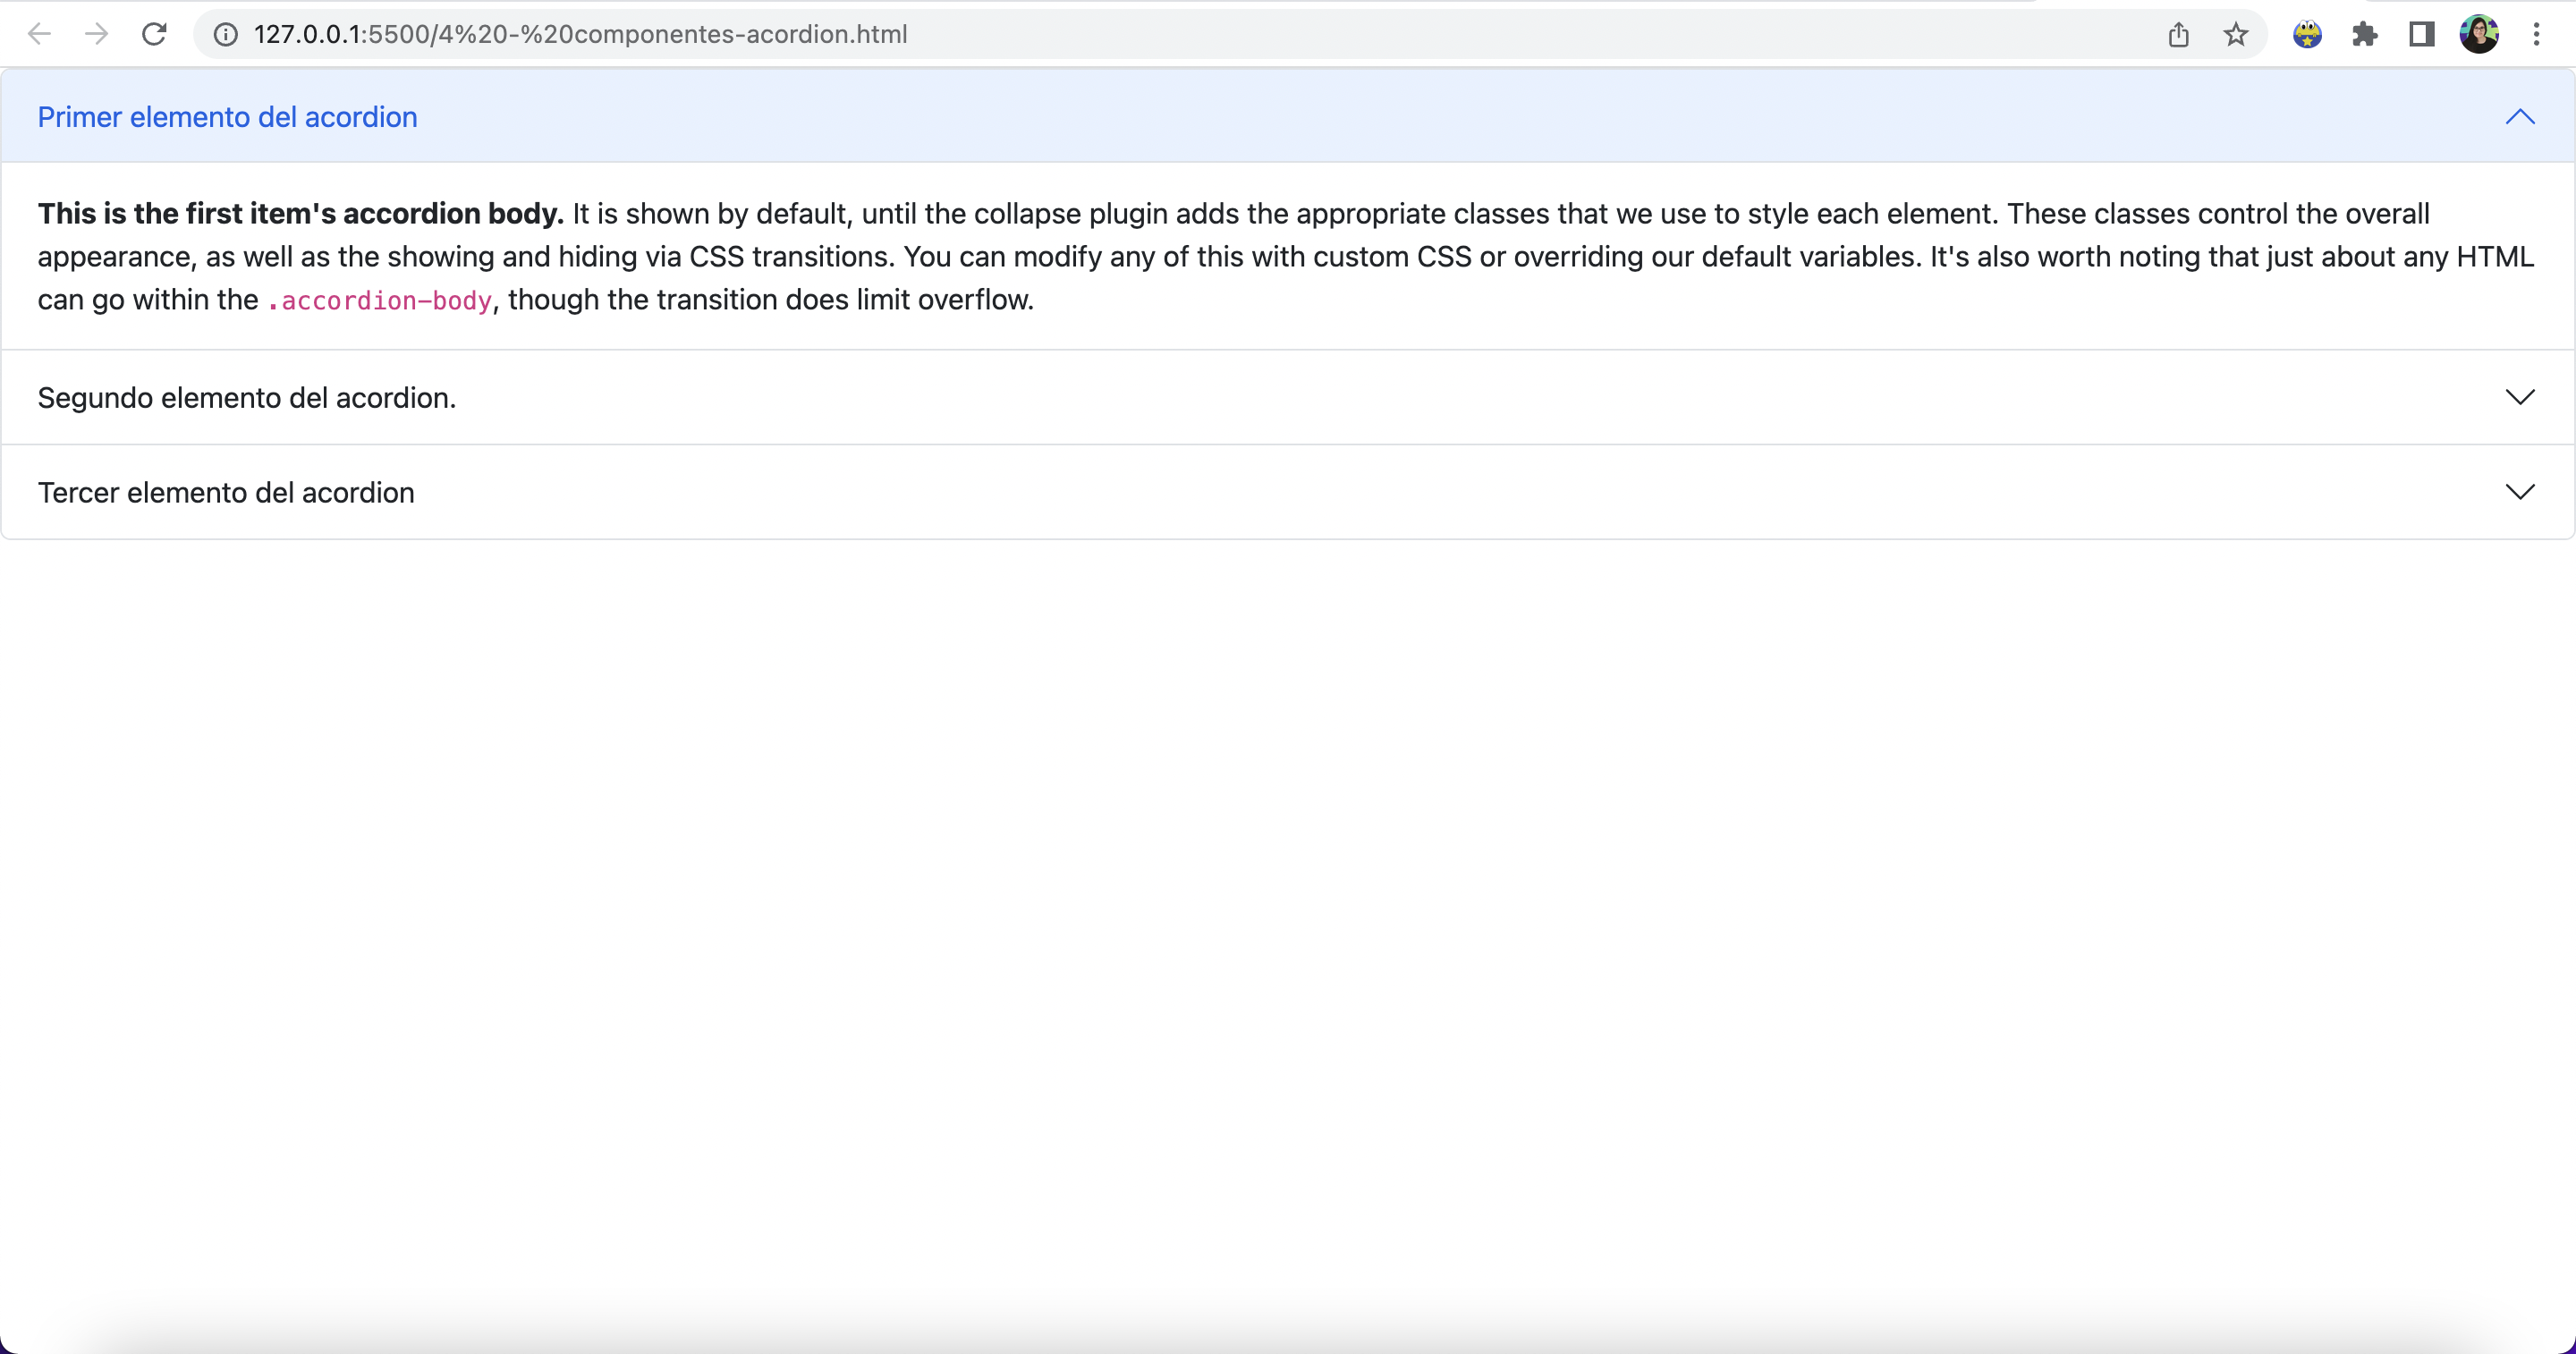 127.0.0.1:5500/4%20-%20componentes-acordion.html
Primer elemento del acordion
This is the first item's accordion body. It is shown by default, until the collapse plugin adds the appropriate classes that we use to style each element. These classes control the overall
appearance, as well as the showing and hiding via CSS transitions. You can modify any of this with custom CSS or overriding our default variables. It's also worth noting that just about any HTML
can go within the .accordion-body, though the transition does limit overflow.
Segundo elemento del acordion.
Tercer elemento del acordion